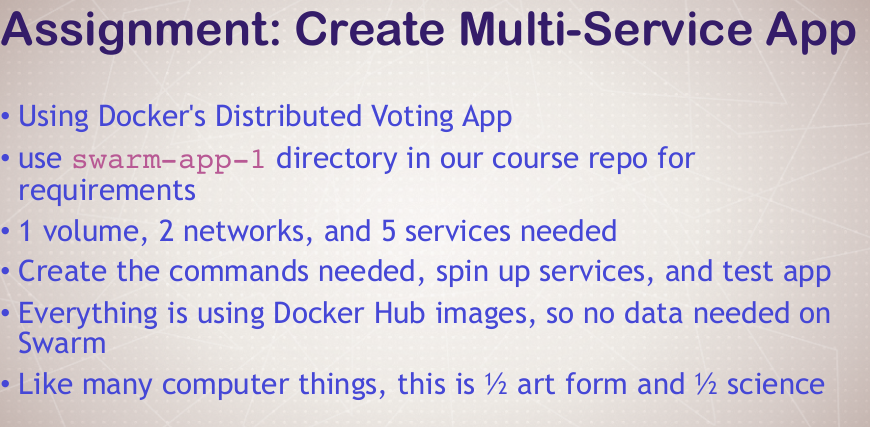 Assignment: Create Multi-Service App
• Using Docker's Distributed Voting App
• use swarm-app-1 directory in our course repo for
requirements
• 1 volume, 2 networks, and 5 services needed
• Create the commands needed, spin up services, and test app
• Everything is using Docker Hub images, so no data needed on
Swarm
• Like many computer things, this is ½ art form and ½ science